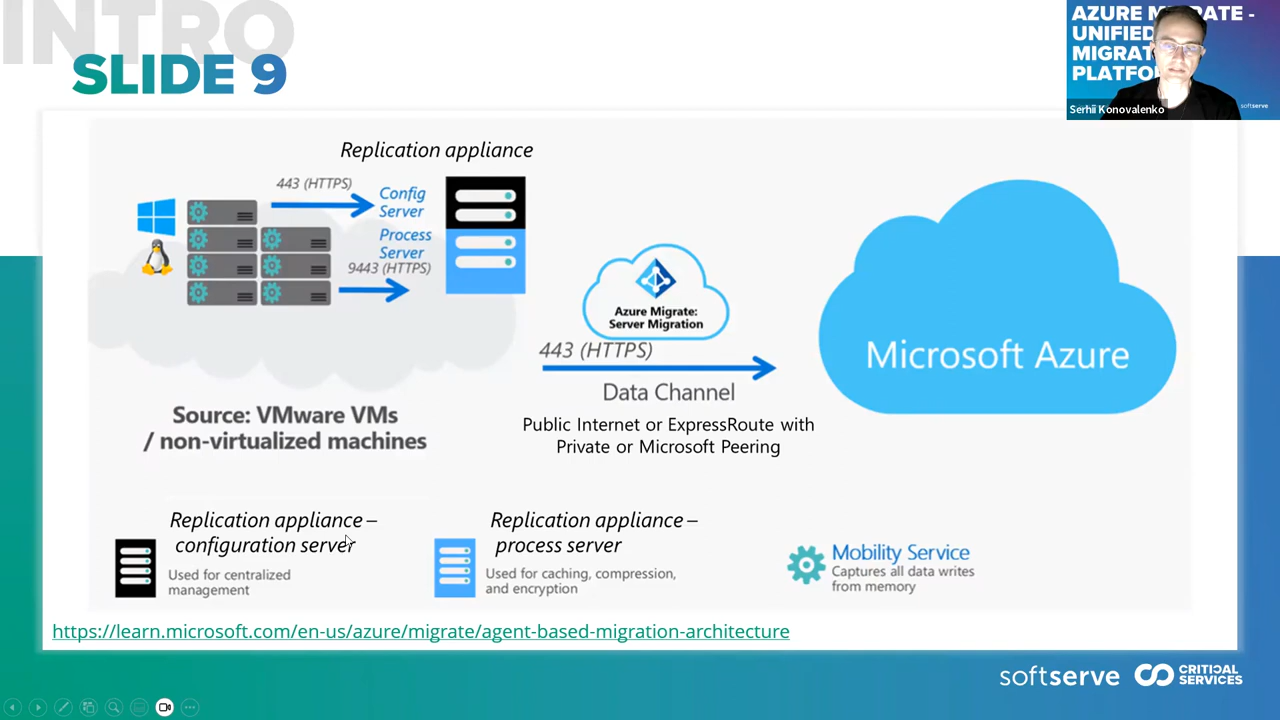 INTRO
SLIDE 9
AZURE MIGRATE -
UNIFIED
MIGRAT
PLATFO
Serhii Konovalenko
softserve
Replication appliance
443 (HTTPS)
Config
Server
Process
Server
9443 (HTTPS)
Azure Migrate:
Server Migration
443 (HTTPS)
Data Channel
Public Internet or ExpressRoute with
Private or Microsoft Peering
Microsoft Azure
Source: VMware VMs
/ non-virtualized machines
Replication appliance –
configuration server
Used for centralized
management
Replication appliance –
process server
Used for caching, compression,
and encryption
Mobility Service
Captures all data writes
from memory
https://learn.microsoft.com/en-us/azure/migrate/agent-based-migration-architecture
softserve
CRITICAL
SERVICES